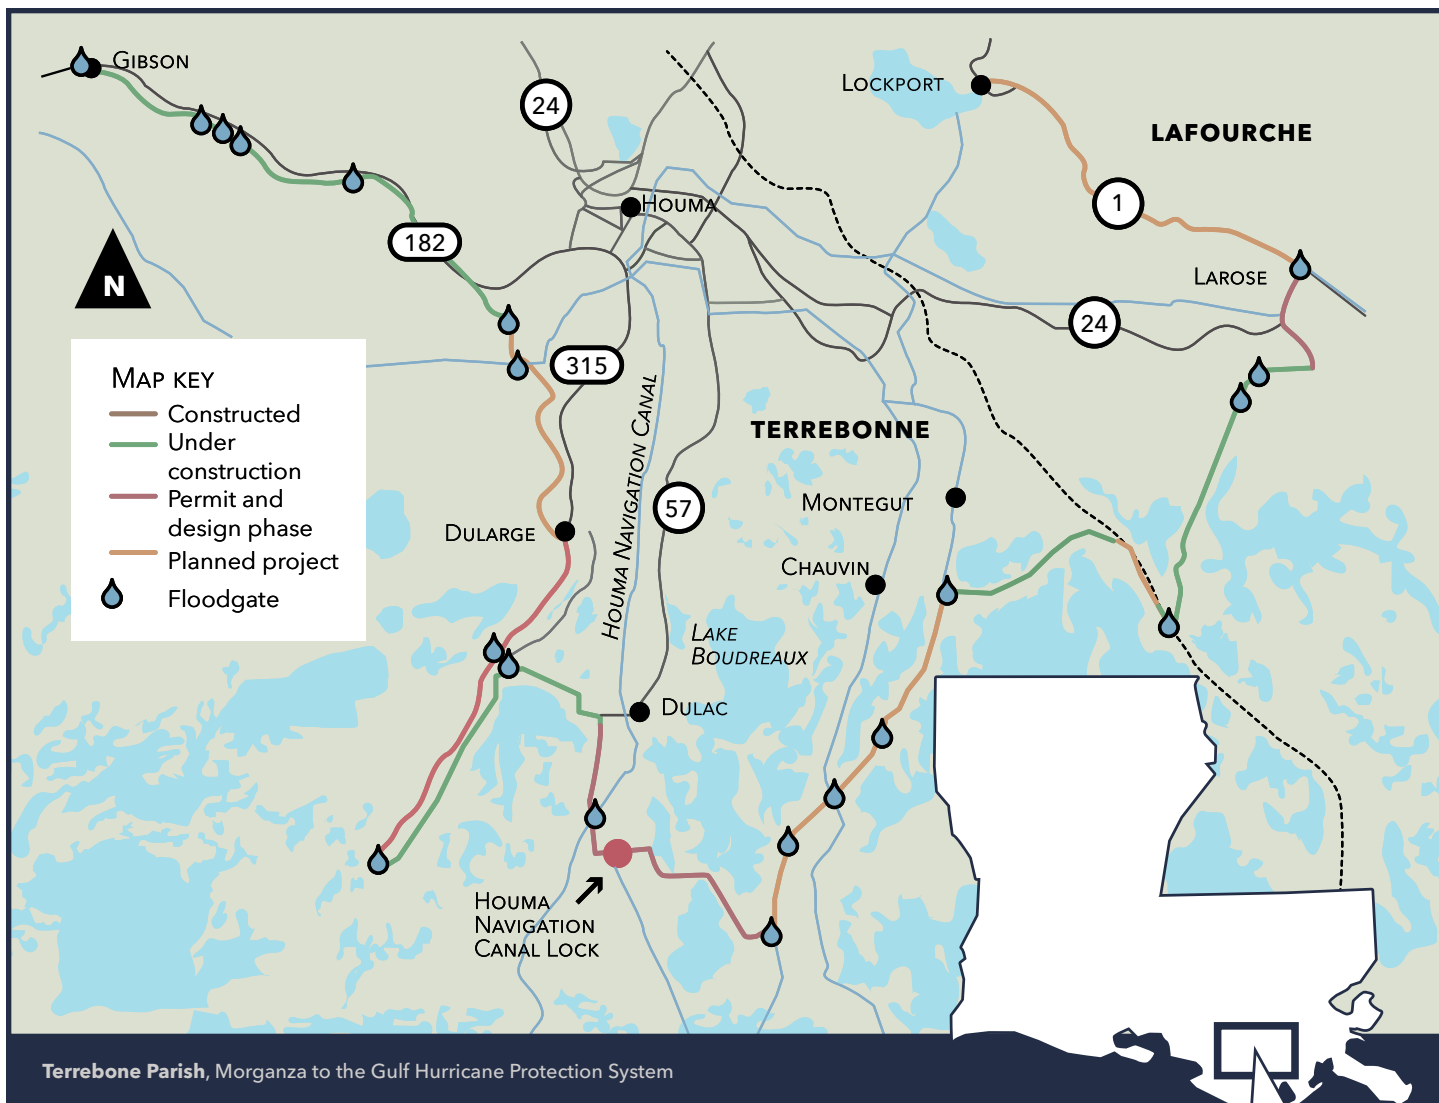 GIBSON
24
LOCKPORT
LAFOURCHE
1
HOUMA
182
LAROSE
N
24
315
MAP KEY
Constructed
Under
construction
Permit and
design phase
Planned project
Floodgate
HOUMA NAVIGATION CANAL
TERREBONNE
57
MONTEGUT
DULARGE
CHAUVIN
LAKE
BOUDREAUX
DULAC
HOUMA
NAVIGATION
CANAL LOCK
Terrebone Parish, Morganza to the Gulf Hurricane Protection System